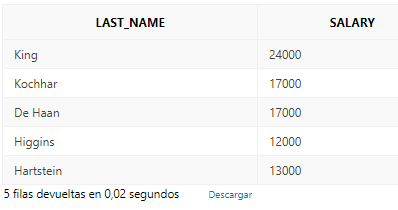 LAST_NAME SALARY
King 24000
Kochhar 17000
De Haan 17000
Higgins 12000
Hartstein 13000
5 filas devueltas en 0,02 segundos Descargar